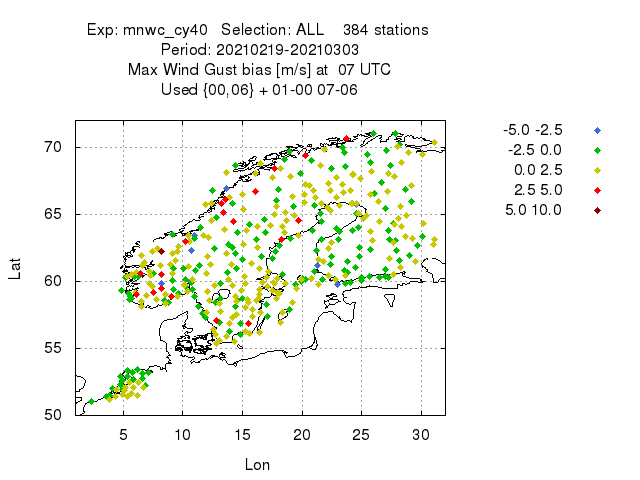 Exp: mnwc_cy40 Selection: ALL 384 stations
Period: 20210219-20210303
Max Wind Gust bias [m/s] at 07 UTC
Used {00,06} + 01-00 07-06
-5.0 -2.5
-2.5 0.0
0.0 2.5
2.5 5.0
5.0 10.0
70
65
60
55
50
Lat
5 10 15 20 25 30
Lon